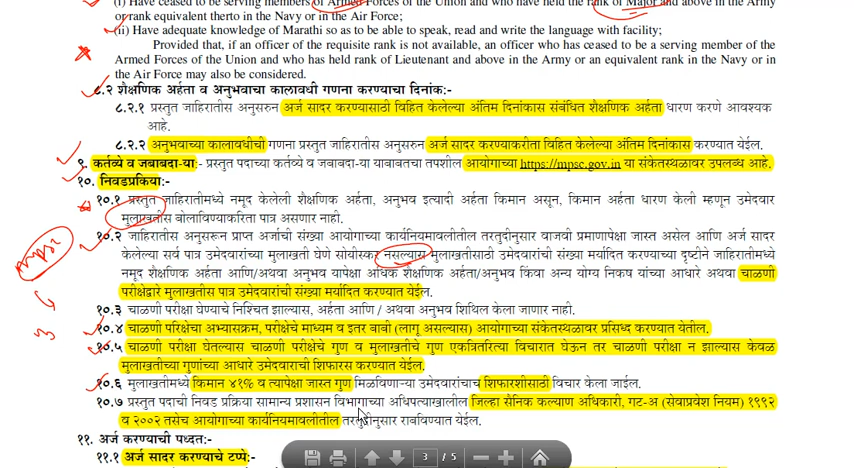 (i) Have ceased to be serving members of Armed Forces of the Union and who have held the rank of Major and above in the Army
or rank equivalent therto in the Navy or in the Air Force;
(ii) Have adequate knowledge of Marathi so as to be able to speak, read and write the language with facility;
Provided that, if an officer of the requisite rank is not available, an officer who has ceased to be a serving member of the
Armed Forces of the Union and who has held rank of Lieutenant and above in the Army or an equivalent rank in the Navy or in
the Air Force may also be considered.
८.२ शैक्षणिक अर्हता व अनुभवाचा कालावधी गणना करण्याचा दिनांक:-
८.२.१ प्रस्तुत जाहिरातीस अनुसरुन अर्ज सादर करण्यासाठी विहित केलेल्या अंतिम दिनांकास संबंधित शैक्षणिक अर्हता धारण करणे आवश्यक
आहे.
८.२.२ अनुभवाच्या कालावधीची गणना प्रस्तुत जाहिरातीस अनुसरुन अर्ज सादर करण्याकरीता विहित केलेल्या अंतिम दिनांकास करण्यात येईल.
९. कर्तव्ये व जबाबदा-या:- प्रस्तुत पदाच्या कर्तव्ये व जबाबदा-या याबाबतचा तपशील आयोगाच्या https://mpsc.gov.in या संकेतस्थळावर उपलब्ध आहे.
१०. निवडप्रकिया:-
१०.१ प्रस्तुत जाहिरातीमध्ये नमूद केलेली शैक्षणिक अर्हता, अनुभव इत्यादी अर्हता किमान असून, किमान अर्हता धारण केली म्हणून उमेदवार
मुलाखतीस बोलाविण्याकरिता पात्र असणार नाही.
१०.२ जाहिरातीस अनुसरून प्राप्त अर्जाची संख्या आयोगाच्या कार्यनियमावलीतील तरतुदीनुसार वाजवी प्रमाणापेक्षा जास्त असेल आणि अर्ज सादर
केलेल्या सर्व पात्र उमेदवारांच्या मुलाखती घेणे सोयीस्कर नसल्यास मुलाखतीसाठी उमेदवारांची संख्या मर्यादित करण्याच्या दृष्टीने जाहिरातीमध्ये
नमूद शैक्षणिक अर्हता आणि/अथवा अनुभव यापेक्षा अधिक शैक्षणिक अर्हता/अनुभव किंवा अन्य योग्य निकष यांच्या आधारे अथवा चाळणी
परीक्षेद्वारे मुलाखतीस पात्र उमेदवारांची संख्या मर्यादित करण्यात येईल.
mpsc
१०.३ चाळणी परीक्षा घेण्याचे निश्चित झाल्यास, अर्हता आणि / अथवा अनुभव शिथिल केला जाणार नाही.
१०.४ चाळणी परिक्षेचा अभ्यासक्रम, परीक्षेचे माध्यम व इतर बाबी (लागू असल्यास) आयोगाच्या संकेतस्थळावर प्रसिध्द करण्यात येतील.
१०.५ चाळणी परीक्षा घेतल्यास चाळणी परीक्षेचे गुण व मुलाखतीचे गुण एकत्रितरित्या विचारात घेऊन तर चाळणी परीक्षा न झाल्यास केवळ
मुलाखतीच्या गुणांच्या आधारे उमेदवाराची शिफारस करण्यात येईल.
१०.६ मुलाखतीमध्ये किमान ४१% व त्यापेक्षा जास्त गुण मिळविणाऱ्या उमेदवारांचाच शिफारशीसाठी विचार केला जाईल.
१०.७ प्रस्तुत पदाची निवड प्रक्रिया सामान्य प्रशासन विभागाच्या अधिपत्याखालील जिल्हा सैनिक कल्याण अधिकारी, गट-अ (सेवाप्रवेश नियम) १९९२
व २००२ तसेच आयोगाच्या कार्यनियमावलीतील तरतुदीनुसार राबविण्यात येईल.
११. अर्ज करण्याची पध्दत:-
११.१ अर्ज सादर करण्याचे टप्पे:-
3 / 5